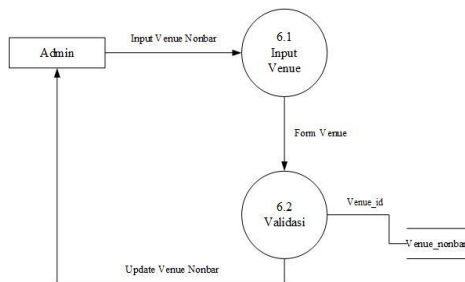 Input Venue Nonbar
Admin
6.1
Input
Venue
Form Venue
6.2
Validasi
Venue_id
Venue_nonbar
Update Venue Nonbar